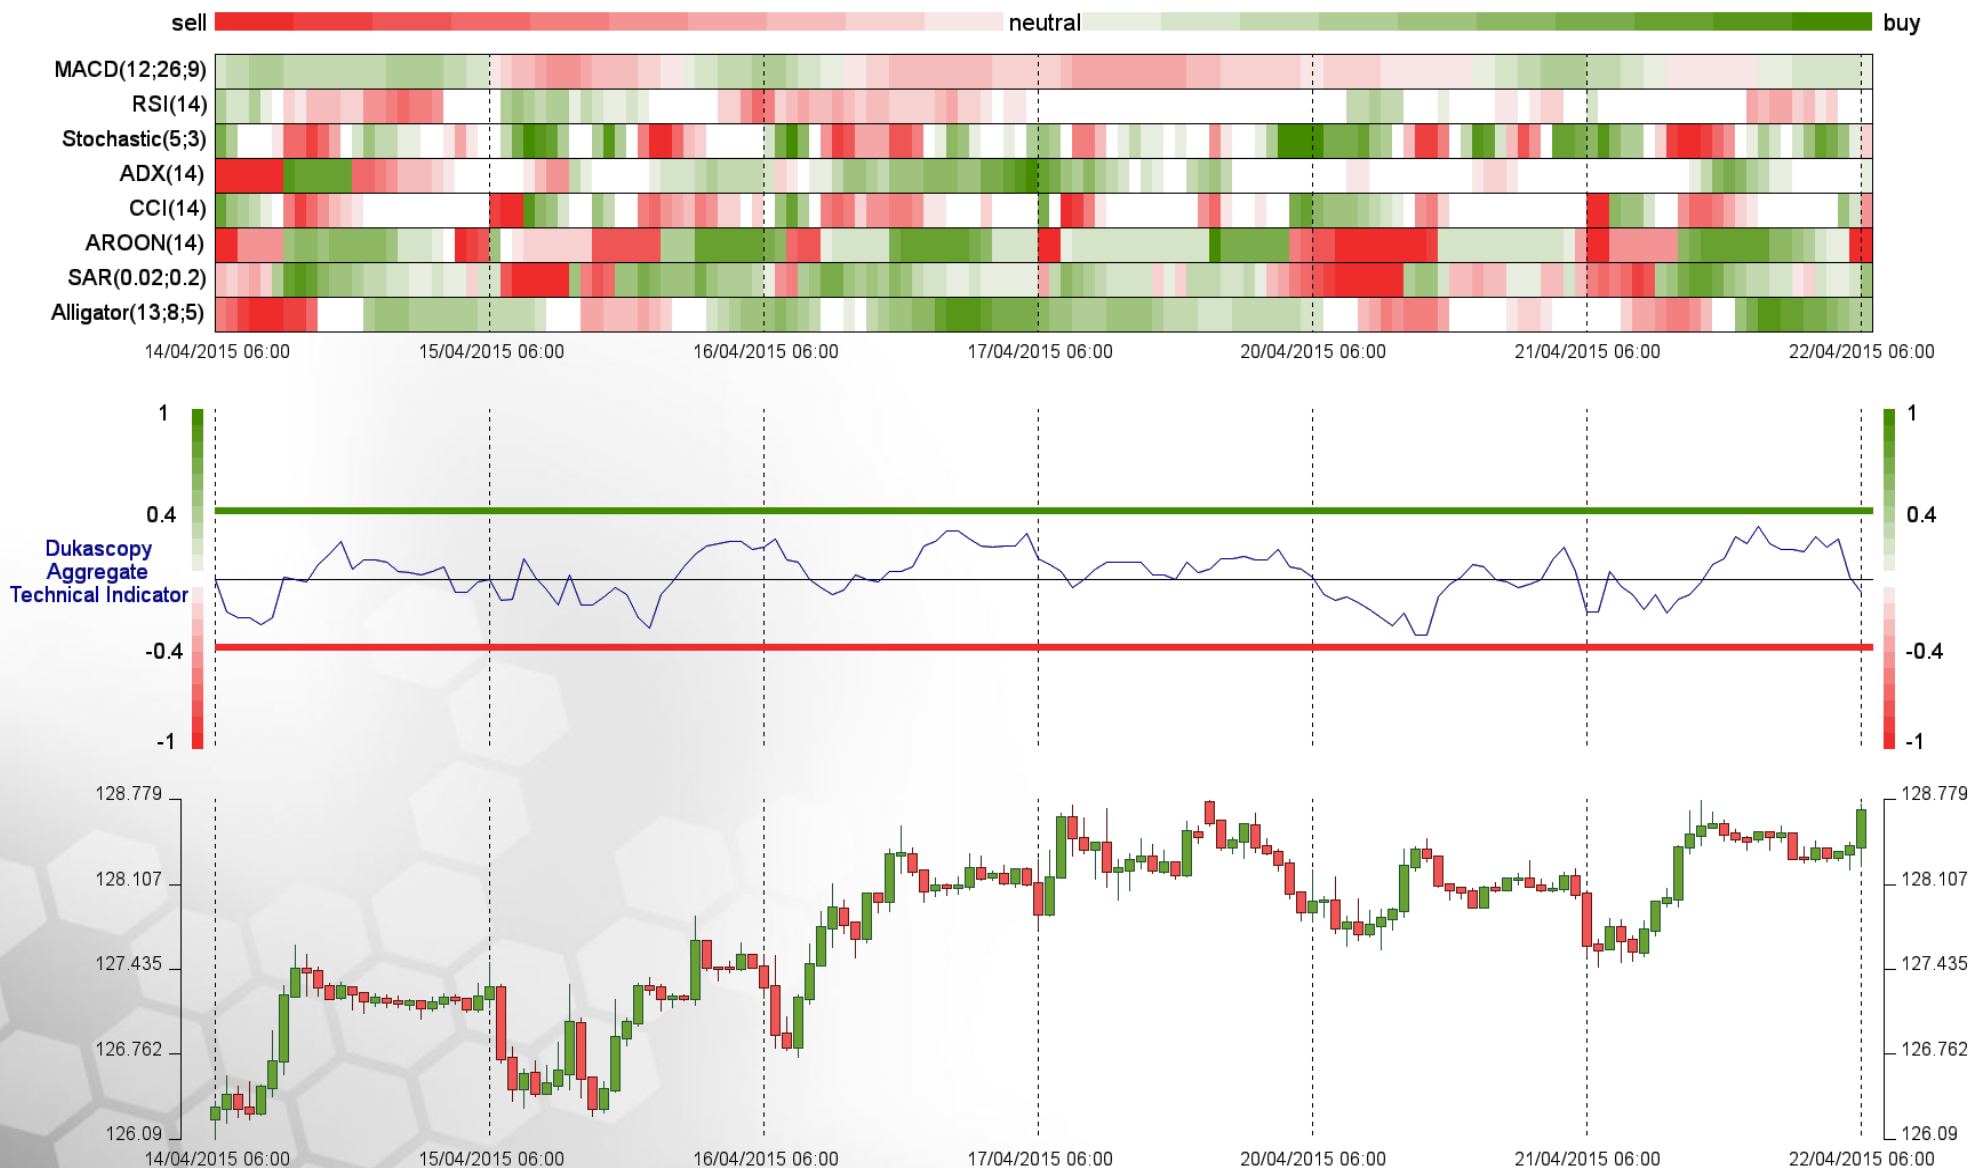 sell neutral buy
MACD(12;26;9)
RSI(14)
Stochastic(5;3)
ADX(14)
CCI(14)
AROON(14)
SAR(0.02;0.2)
Alligator(13;8;5)
14/04/2015 06:00 15/04/2015 06:00 16/04/2015 06:00 17/04/2015 06:00 20/04/2015 06:00 21/04/2015 06:00 22/04/2015 06:00
1 1
0.4 0.4
Dukascopy
Aggregate
Technical Indicator
-0.4 -0.4
-1 -1
128.779 128.779
128.107 128.107
127.435 127.435
126.762 126.762
126.09 126.09
14/04/2015 06:00 15/04/2015 06:00 16/04/2015 06:00 17/04/2015 06:00 20/04/2015 06:00 21/04/2015 06:00 22/04/2015 06:00